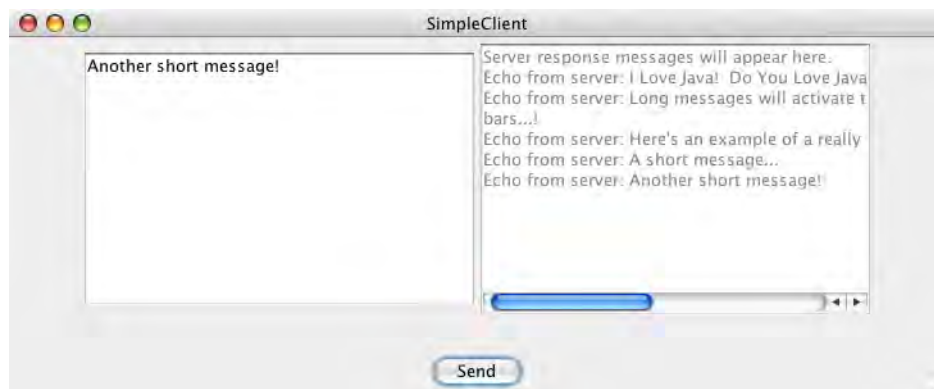 SimpleClient
Another short message!
Server response messages will appear here.
Echo from server: I Love Java!  Do You Love Java
Echo from server: Long messages will activate t
bars...!
Echo from server: Here's an example of a really
Echo from server: A short message...
Echo from server: Another short message!
Send